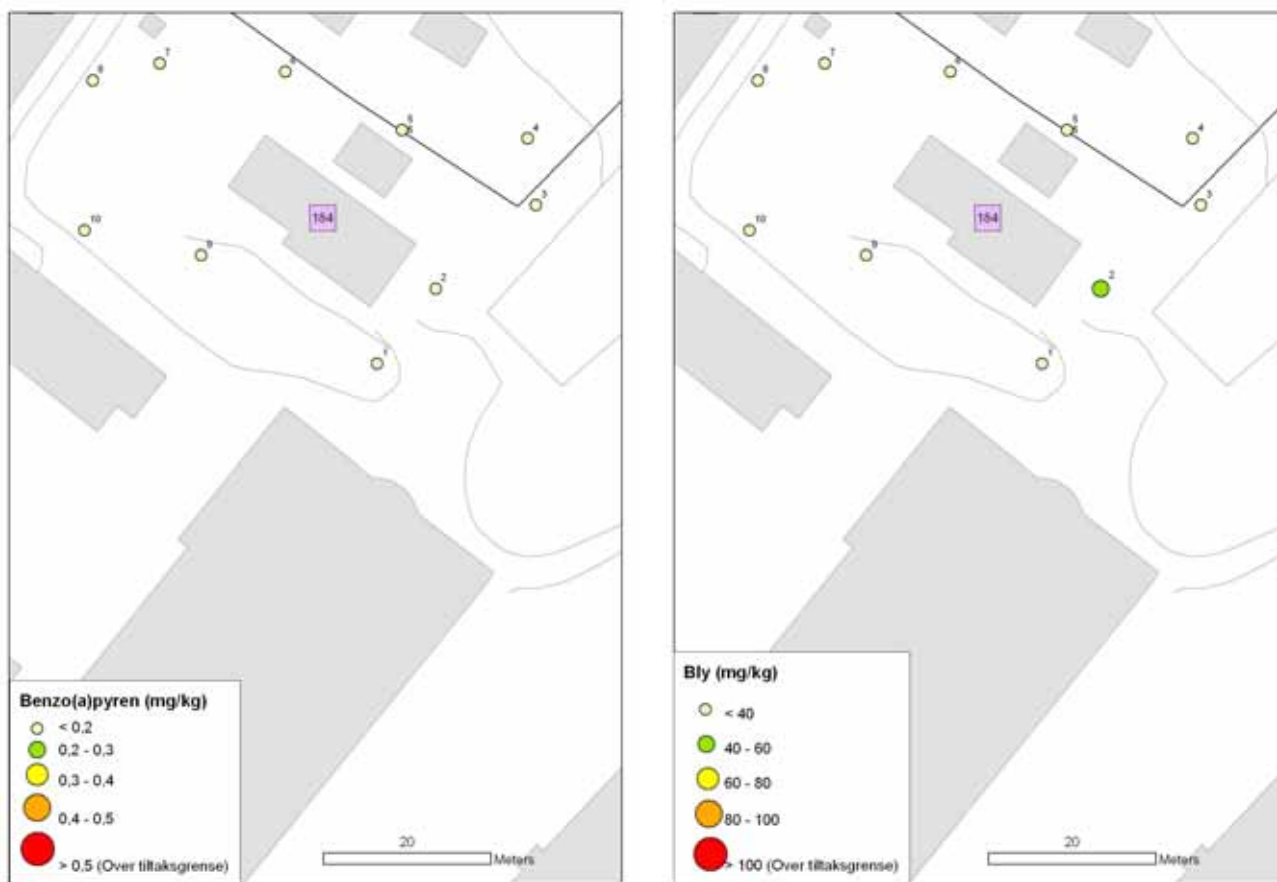 7
8
6
5
4
3
184
10
9
2
1
Benzo(a)pyren (mg/kg)
< 0.2
0,2 - 0,3
0,3 - 0,4
0,4 - 0,5
> 0.5 (Over tiltaksgrense)
20
Meters
7
8
6
5
4
3
184
10
9
2
1
Bly (mg/kg)
< 40
40 - 60
60 - 80
80 - 100
> 100 (Over tiltaksgrense)
20
Meters